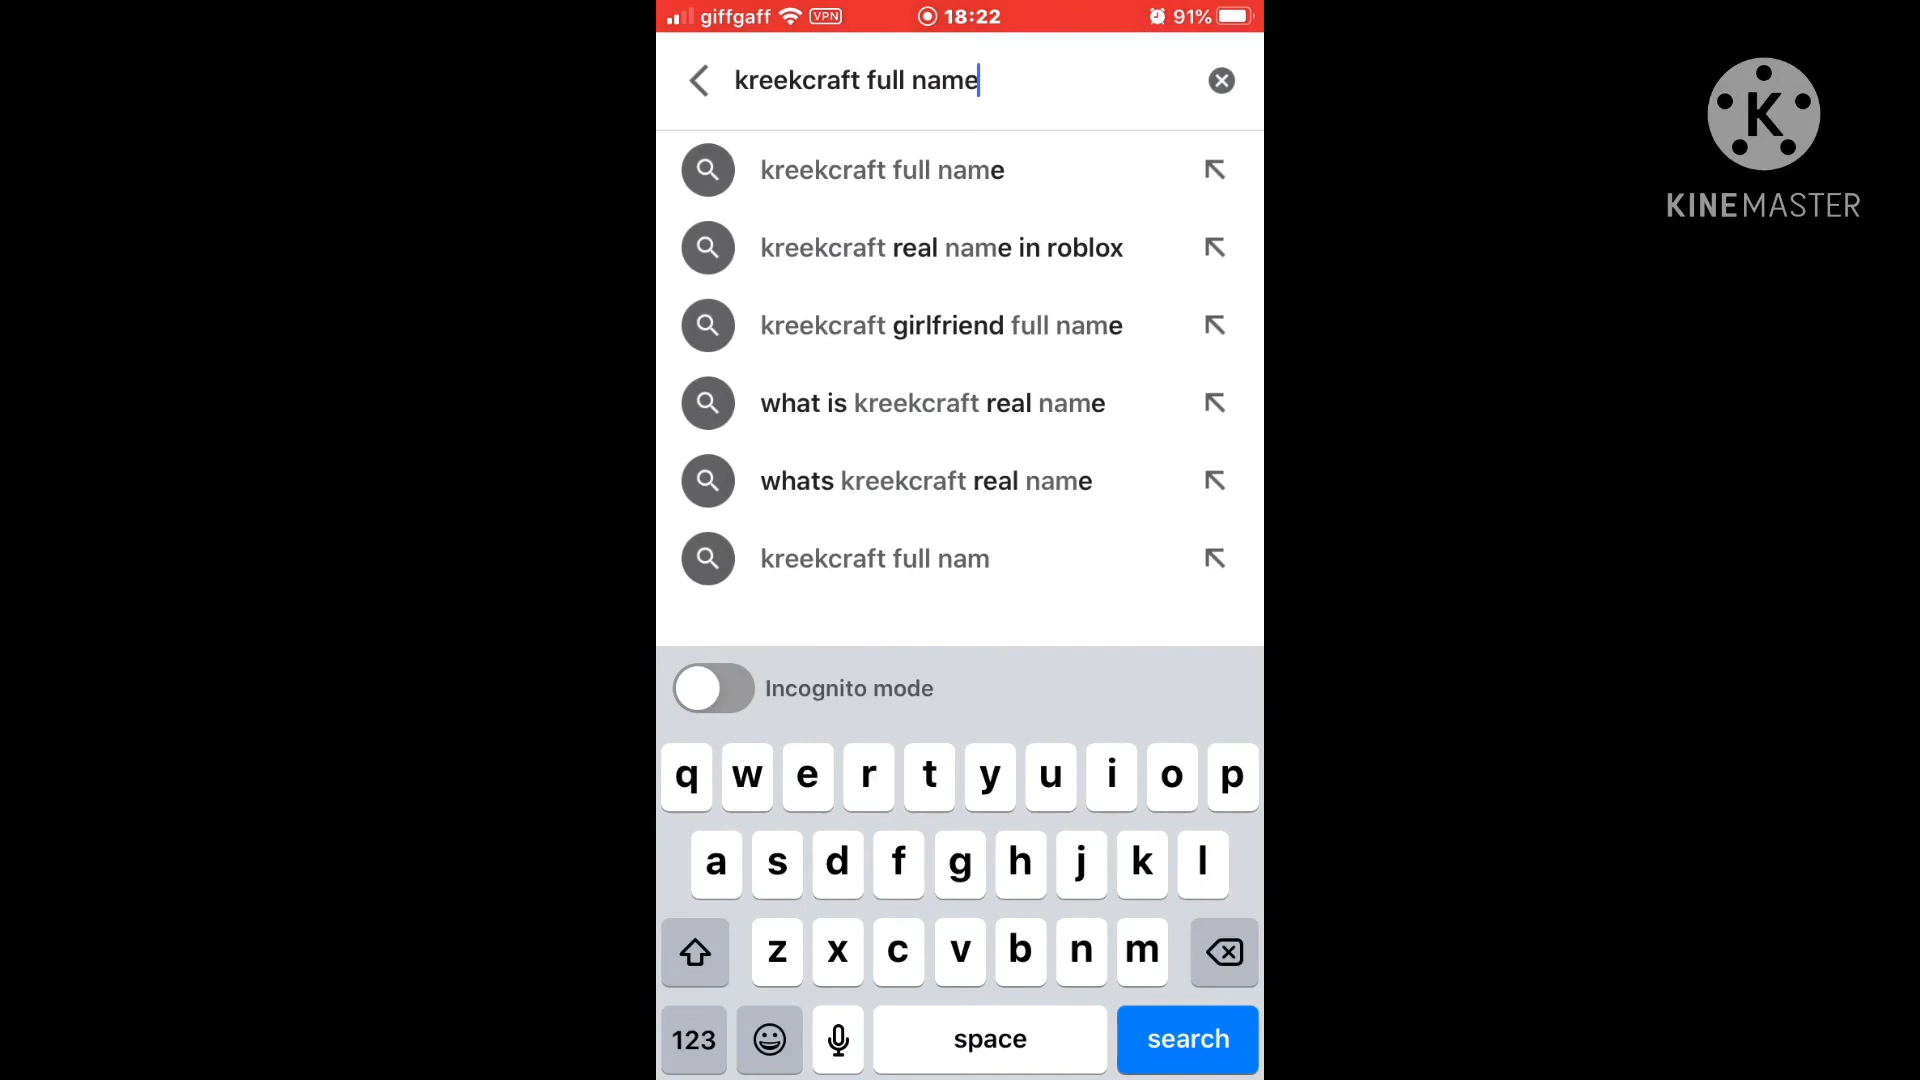 giffgaff VPN 18:22 91%
kreekcraft full name
kreekcraft full name
kreekcraft real name in roblox
kreekcraft girlfriend full name
what is kreekcraft real name
whats kreekcraft real name
kreekcraft full nam
Incognito mode
q w e r t y u i o p
a s d f g h j k l
z x c v b n m
123 space search
K
KINEMASTER